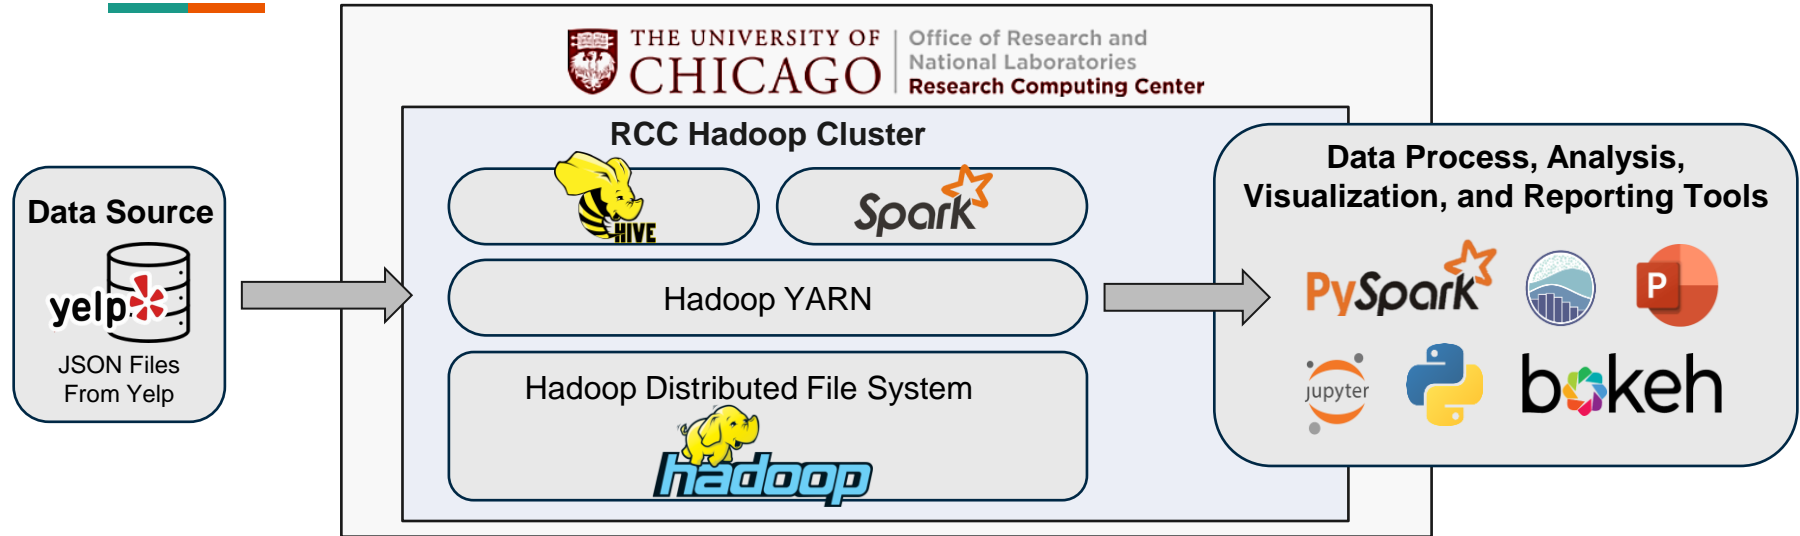 THE UNIVERSITY OF
CHICAGO
Office of Research and
National Laboratories
Research Computing Center
RCC Hadoop Cluster
Data Source
yelp
JSON Files
From Yelp
HIVE
Spark
Hadoop YARN
Hadoop Distributed File System
hadoop
Data Process, Analysis,
Visualization, and Reporting Tools
PySpark
P
jupyter
bokeh